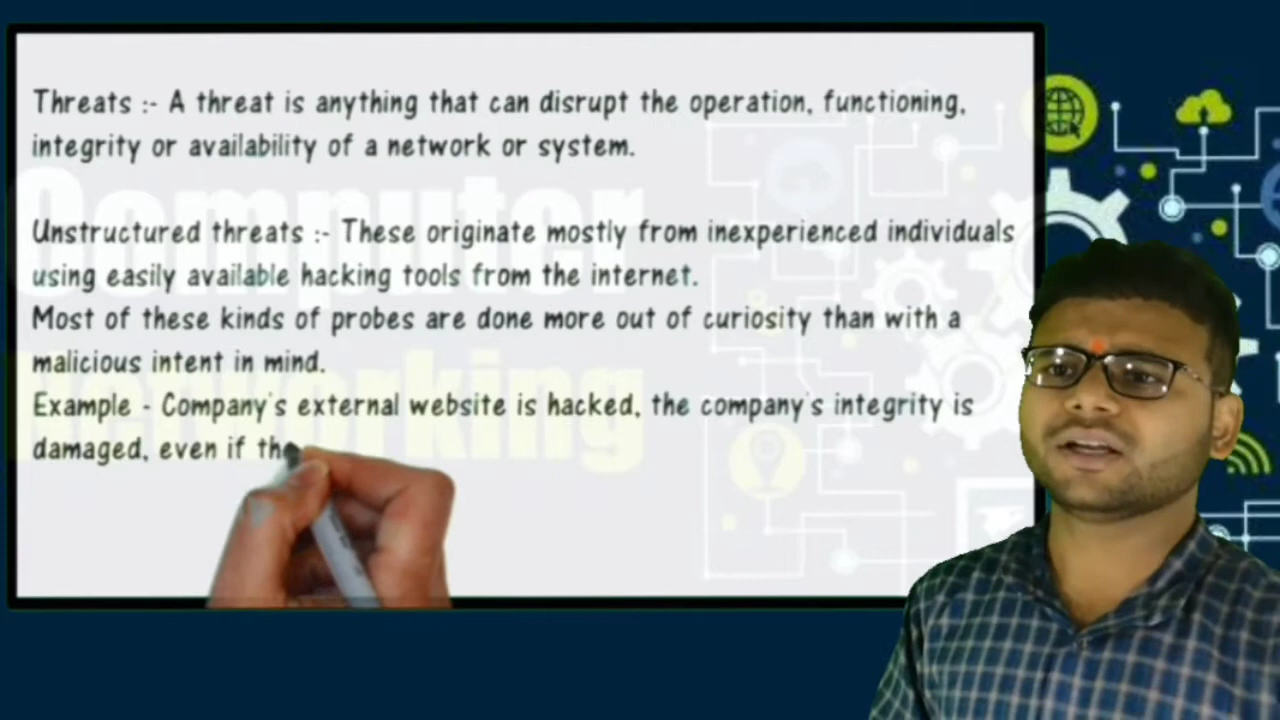 Threats :- A threat is anything that can disrupt the operation, functioning,
integrity or availability of a network or system.
Unstructured threats :- These originate mostly from inexperienced individuals
using easily available hacking tools from the internet.
Most of these kinds of probes are done more out of curiosity than with a
malicious intent in mind.
Example - Company's external website is hacked, the company's integrity is
damaged, even if the
Computer
Networking